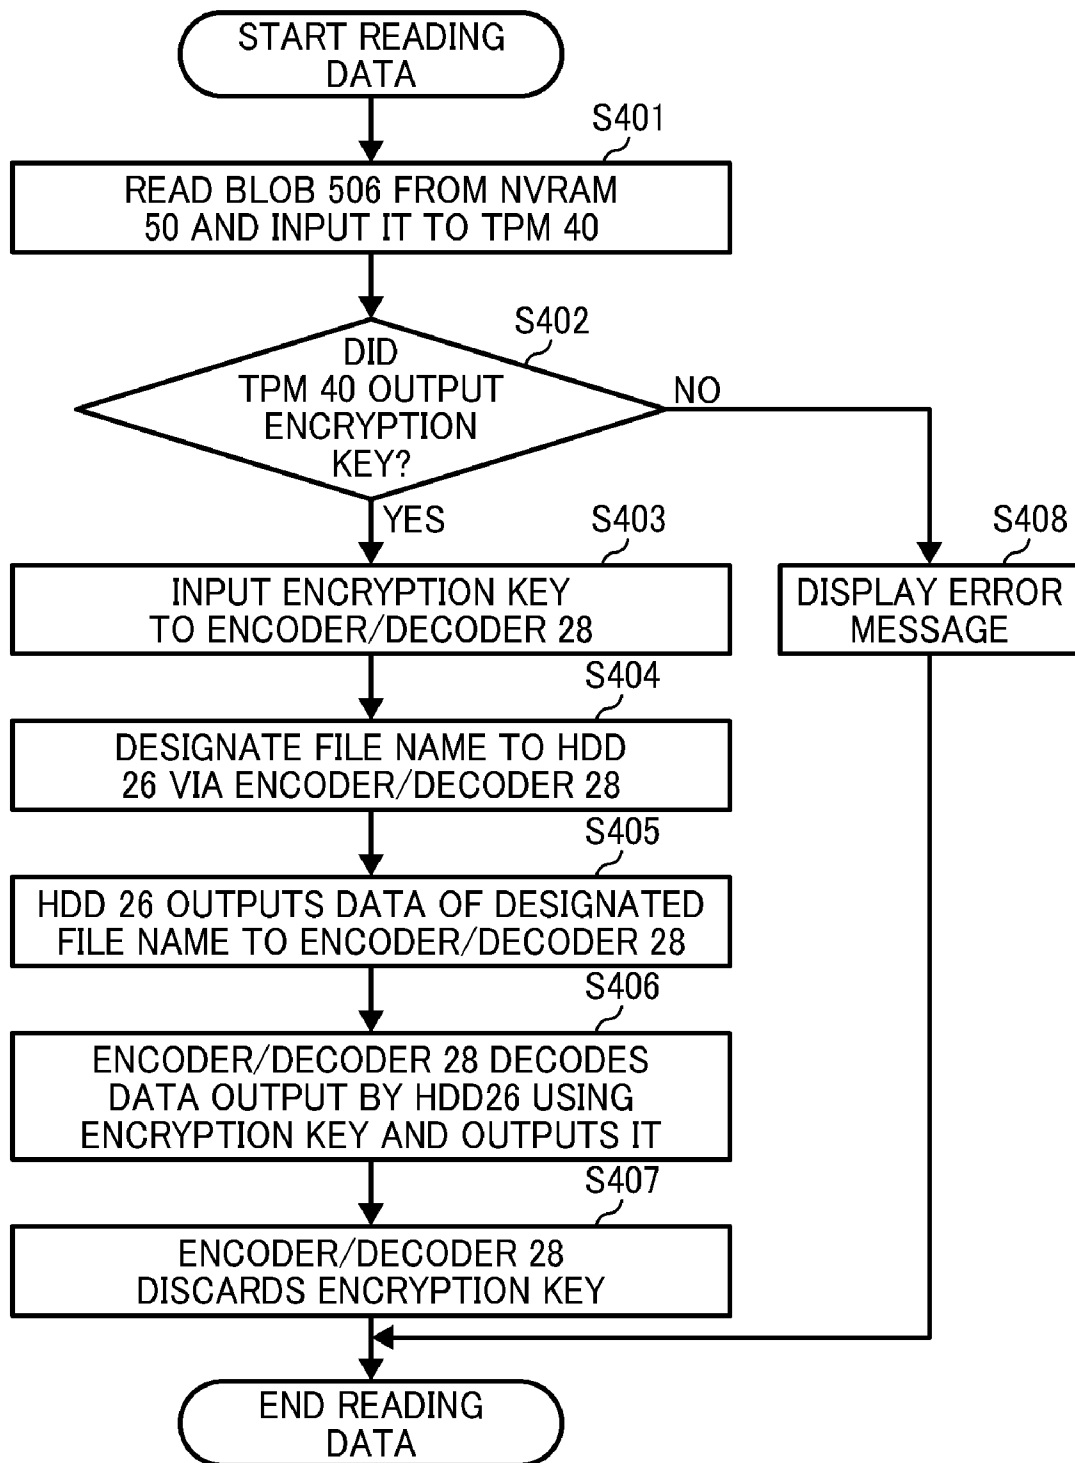 START READING
DATA
S401
READ BLOB 506 FROM NVRAM
50 AND INPUT IT TO TPM 40
S402
DID
TPM 40 OUTPUT
ENCRYPTION
KEY?
NO
YES
S403
INPUT ENCRYPTION KEY
TO ENCODER/DECODER 28
S408
DISPLAY ERROR
MESSAGE
S404
DESIGNATE FILE NAME TO HDD
26 VIA ENCODER/DECODER 28
S405
HDD 26 OUTPUTS DATA OF DESIGNATED
FILE NAME TO ENCODER/DECODER 28
S406
ENCODER/DECODER 28 DECODES
DATA OUTPUT BY HDD26 USING
ENCRYPTION KEY AND OUTPUTS IT
S407
ENCODER/DECODER 28
DISCARDS ENCRYPTION KEY
END READING
DATA